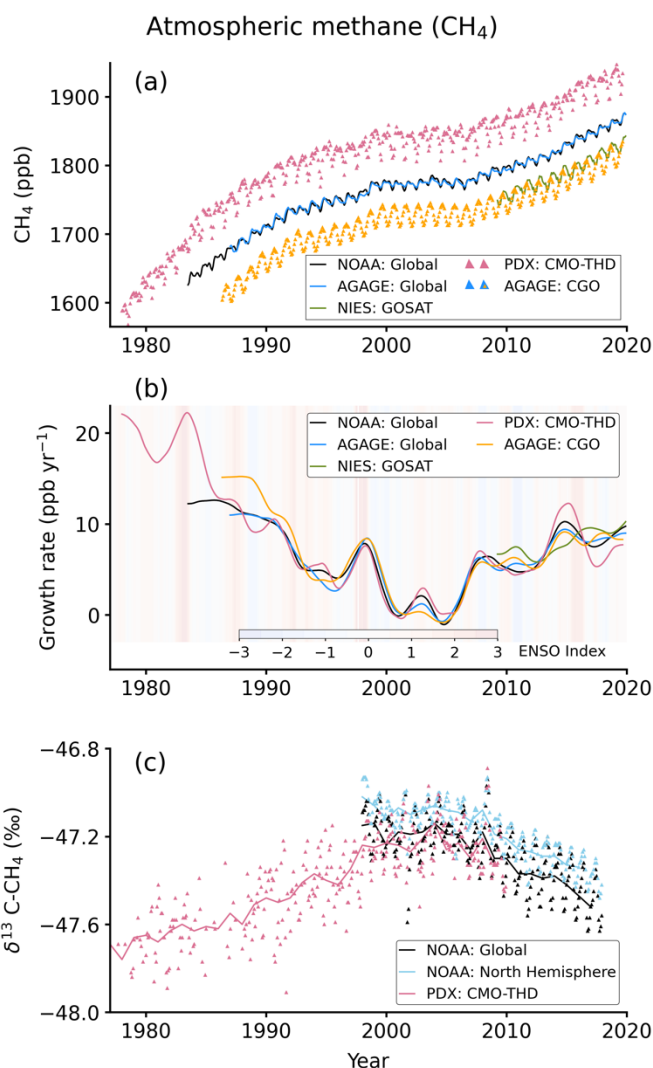 Atmospheric methane (CH₄)
(a)
CH₄ (ppb)
1900
1800
1700
1600
NOAA: Global
AGAGE: Global
NIES: GOSAT
PDX: CMO-THD
AGAGE: CGO
1980 1990 2000 2010 2020
(b)
Growth rate (ppb yr⁻¹)
20
10
0
NOAA: Global
AGAGE: Global
NIES: GOSAT
PDX: CMO-THD
AGAGE: CGO
−3 −2 −1 0 1 2 3 ENSO Index
1980 1990 2000 2010 2020
(c)
δ¹³ C-CH₄ (‰)
−46.8
−47.2
−47.6
−48.0
NOAA: Global
NOAA: North Hemisphere
PDX: CMO-THD
1980 1990 2000 2010 2020
Year